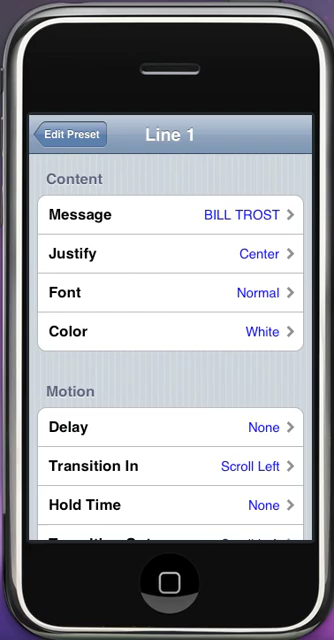 Edit Preset
Line 1
Content
Message BILL TROST
Justify Center
Font Normal
Color White
Motion
Delay None
Transition In Scroll Left
Hold Time None